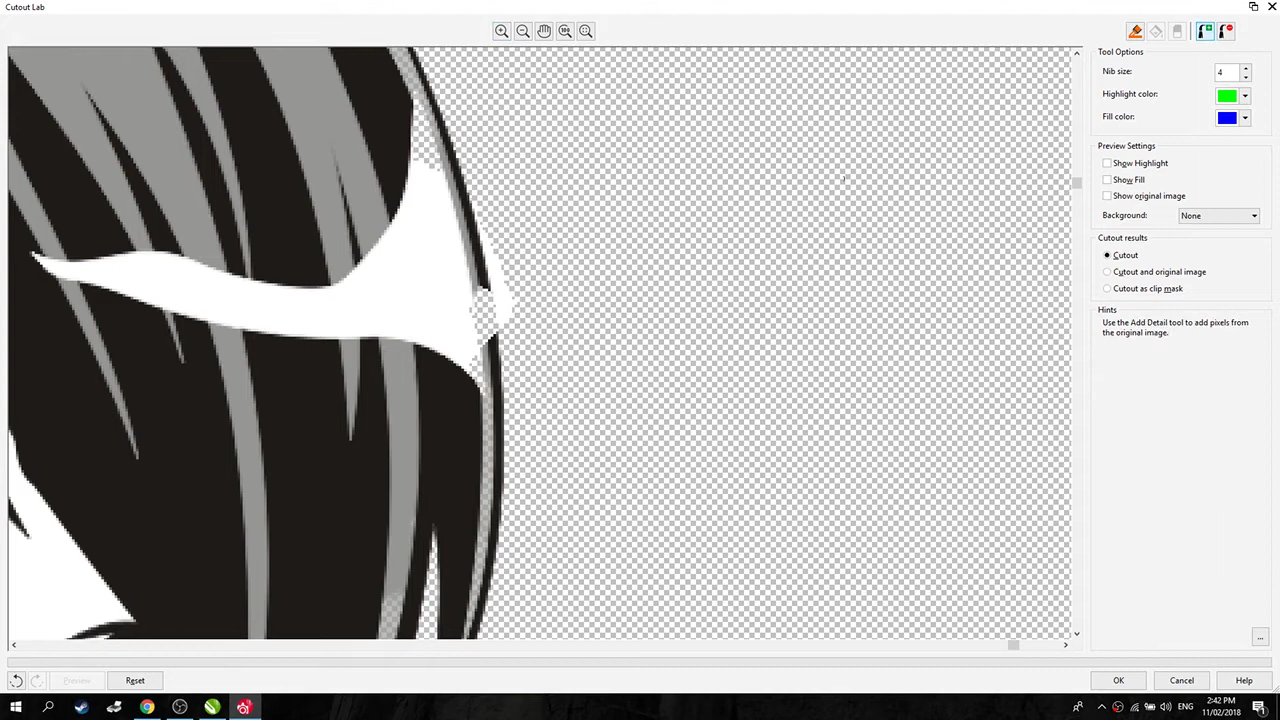 Cutout Lab
Tool Options
Nib size:
4
Highlight color:
Fill color:
Preview Settings
Show Highlight
Show Fill
Show original image
Background:
None
Cutout results
Cutout
Cutout and original image
Cutout as clip mask
Hints
Use the Add Detail tool to add pixels from
the original image.
...
Preview
Reset
OK
Cancel
Help
ENG
2:42 PM
11/02/2018